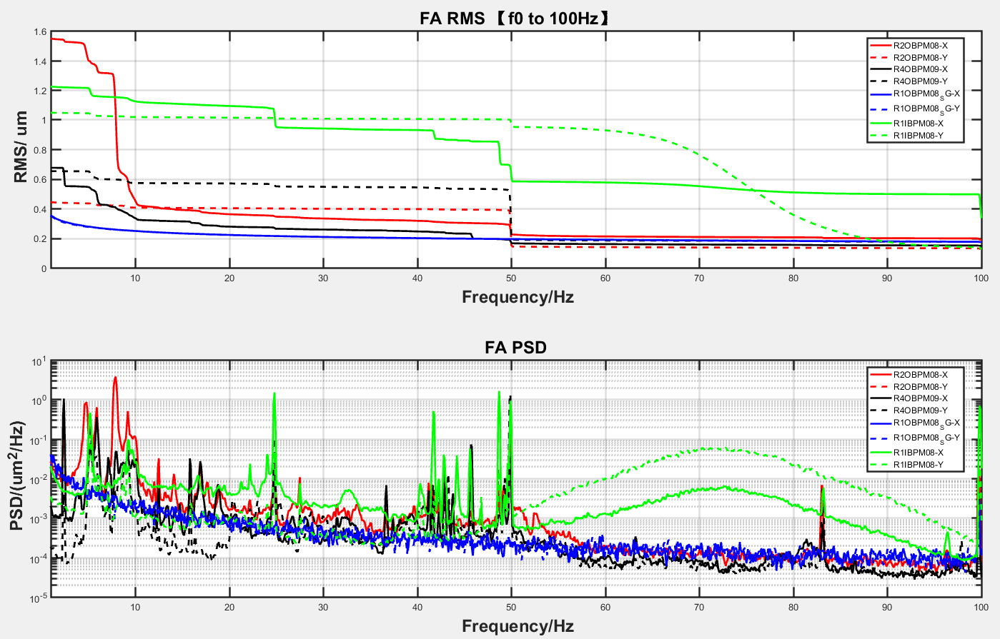 FA RMS 【f0 to 100Hz】
1.6
1.4
1.2
1
0.8
0.6
0.4
0.2
0
RMS/ um
R2OBPM08-X
R2OBPM08-Y
R4OBPM09-X
R4OBPM09-Y
R1OBPM08SG-X
R1OBPM08SG-Y
R1IBPM08-X
R1IBPM08-Y
10 20 30 40 50 60 70 80 90 100
Frequency/Hz
FA PSD
10^1
10^0
10^-1
10^-2
10^-3
10^-4
10^-5
PSD/(um^2/Hz)
R2OBPM08-X
R2OBPM08-Y
R4OBPM09-X
R4OBPM09-Y
R1OBPM08SG-X
R1OBPM08SG-Y
R1IBPM08-X
R1IBPM08-Y
10 20 30 40 50 60 70 80 90 100
Frequency/Hz